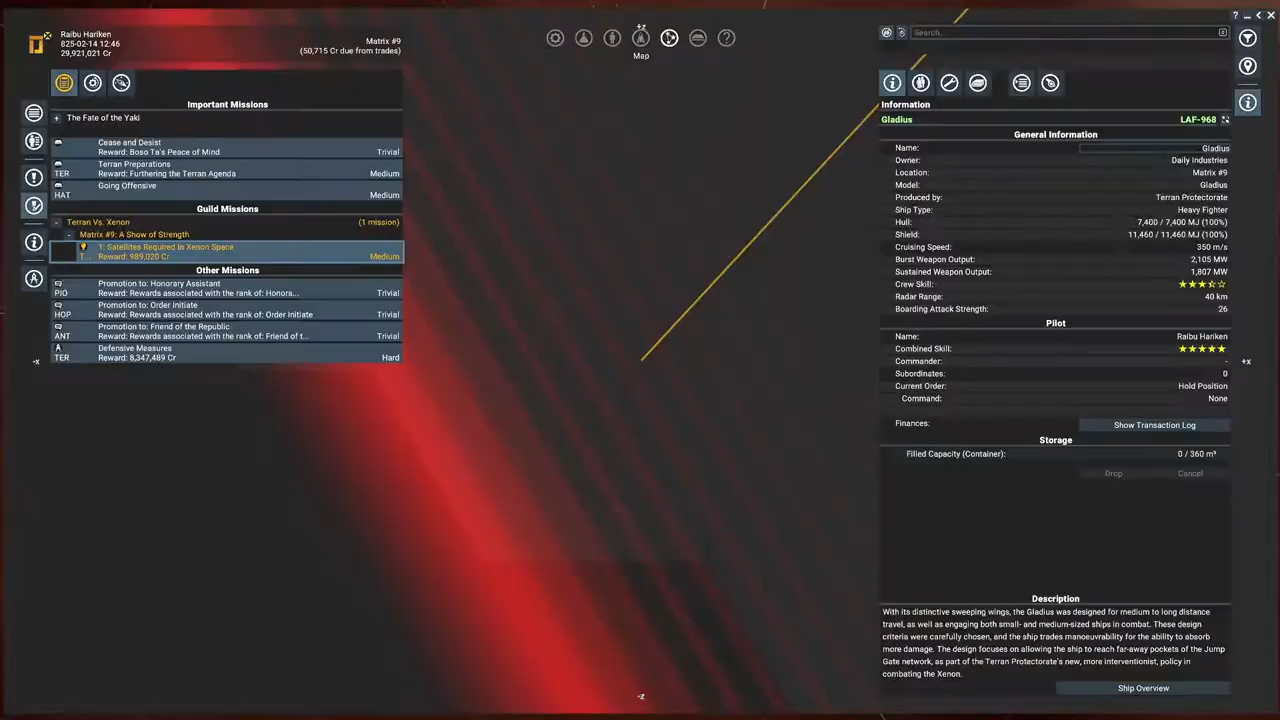 Raibu Hariken
825-02-14 12:46
29,921,021 Cr
Matrix #9
(50,715 Cr due from trades)
Important Missions
+ The Fate of the Yaki
Cease and Desist
Reward: Boso Ta's Peace of Mind Trivial
Terran Preparations
TER Reward: Furthering the Terran Agenda Medium
Going Offensive
HAT Medium
Guild Missions
- Terran Vs. Xenon (1 mission)
- Matrix #9: A Show of Strength
1: Satellites Required In Xenon Space
T... Reward: 989,020 Cr Medium
Other Missions
Promotion to: Honorary Assistant
PIO Reward: Rewards associated with the rank of: Honora... Trivial
Promotion to: Order Initiate
HOP Reward: Rewards associated with the rank of: Order Initiate Trivial
Promotion to: Friend of the Republic
ANT Reward: Rewards associated with the rank of: Friend of t... Trivial
Defensive Measures
TER Reward: 8,347,489 Cr Hard
+Z
Map
-X
+X
-Z
? _ < X
Search...
Information
Gladius LAF-968
General Information
Name: Gladius
Owner: Daily Industries
Location: Matrix #9
Model: Gladius
Produced by: Terran Protectorate
Ship Type: Heavy Fighter
Hull: 7,400 / 7,400 MJ (100%)
Shield: 11,460 / 11,460 MJ (100%)
Cruising Speed: 350 m/s
Burst Weapon Output: 2,105 MW
Sustained Weapon Output: 1,807 MW
Crew Skill: ★★★☆☆
Radar Range: 40 km
Boarding Attack Strength: 26
Pilot
Name: Raibu Hariken
Combined Skill: ★★★★★
Commander: -
Subordinates: 0
Current Order: Hold Position
Command: None
Finances: Show Transaction Log
Storage
Filled Capacity (Container): 0 / 360 m³
Drop Cancel
Description
With its distinctive sweeping wings, the Gladius was designed for medium to long distance
travel, as well as engaging both small- and medium-sized ships in combat. These design
criteria were carefully chosen, and the ship trades manoeuvrability for the ability to absorb
more damage. The design focuses on allowing the ship to reach far-away pockets of the Jump
Gate network, as part of the Terran Protectorate's new, more interventionist, policy in
combating the Xenon.
Ship Overview